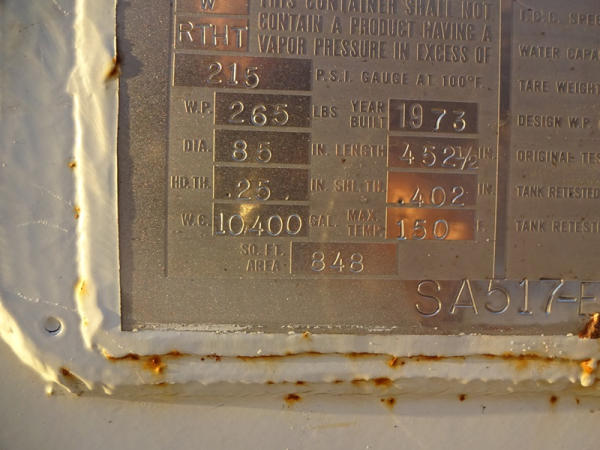 W THIS CONTAINER SHALL NOT
CONTAIN A PRODUCT HAVING A
RTHT VAPOR PRESSURE IN EXCESS OF
215 P.S.I. GAUGE AT 100°F.
W.P. 265 LBS YEAR BUILT 1973
DIA. 85 IN. LENGTH 452½ IN.
HD. TH. .25 IN. SHL. TH. .402 IN.
W.C. 10400 GAL. MAX. TEMP. 150 F.
SQ. FT. AREA 848
SPE
WATER CAPA
TARE WEIGHT
DESIGN W.P.
ORIGINAL TES
TANK RETESTED
TANK RETEST
SA517-E